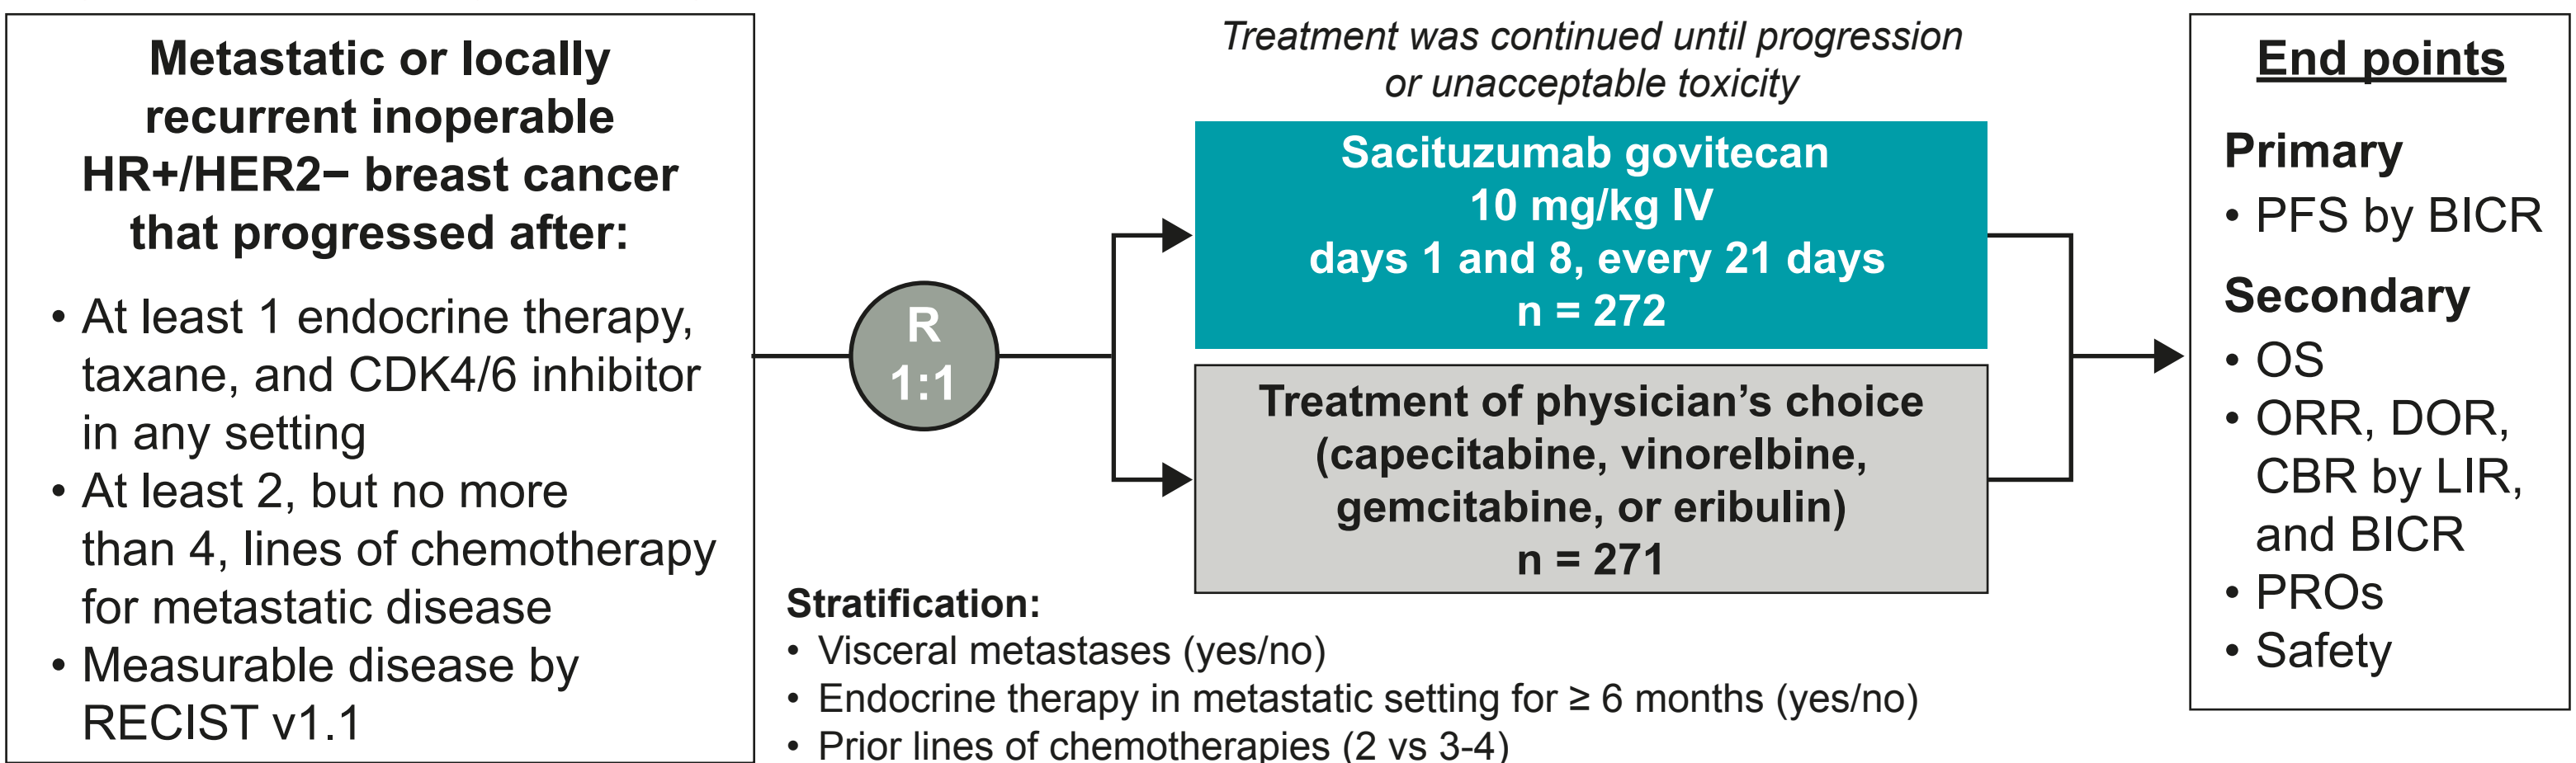 Metastatic or locally
recurrent inoperable
HR+/HER2− breast cancer
that progressed after:
• At least 1 endocrine therapy,
taxane, and CDK4/6 inhibitor
in any setting
• At least 2, but no more
than 4, lines of chemotherapy
for metastatic disease
• Measurable disease by
RECIST v1.1
R
1:1
Treatment was continued until progression
or unacceptable toxicity
Sacituzumab govitecan
10 mg/kg IV
days 1 and 8, every 21 days
n = 272
Treatment of physician’s choice
(capecitabine, vinorelbine,
gemcitabine, or eribulin)
n = 271
Stratification:
• Visceral metastases (yes/no)
• Endocrine therapy in metastatic setting for ≥ 6 months (yes/no)
• Prior lines of chemotherapies (2 vs 3-4)
End points
Primary
• PFS by BICR
Secondary
• OS
• ORR, DOR,
CBR by LIR,
and BICR
• PROs
• Safety